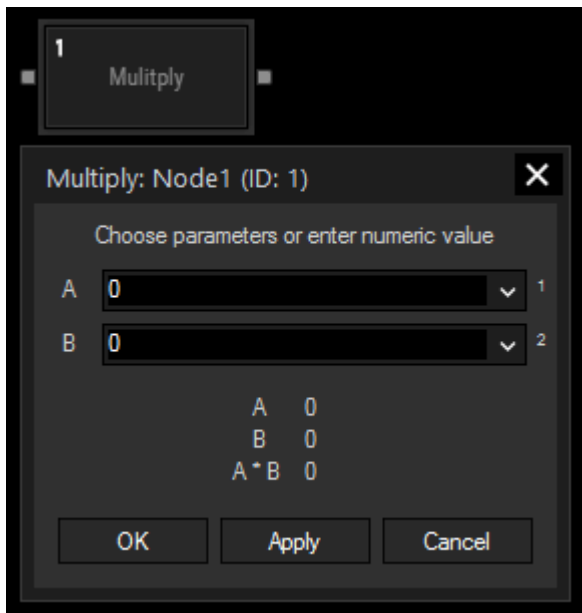 1
Mulitply
Multiply: Node1 (ID: 1)
Choose parameters or enter numeric value
A 0 1
B 0 2
A 0
B 0
A * B 0
OK Apply Cancel